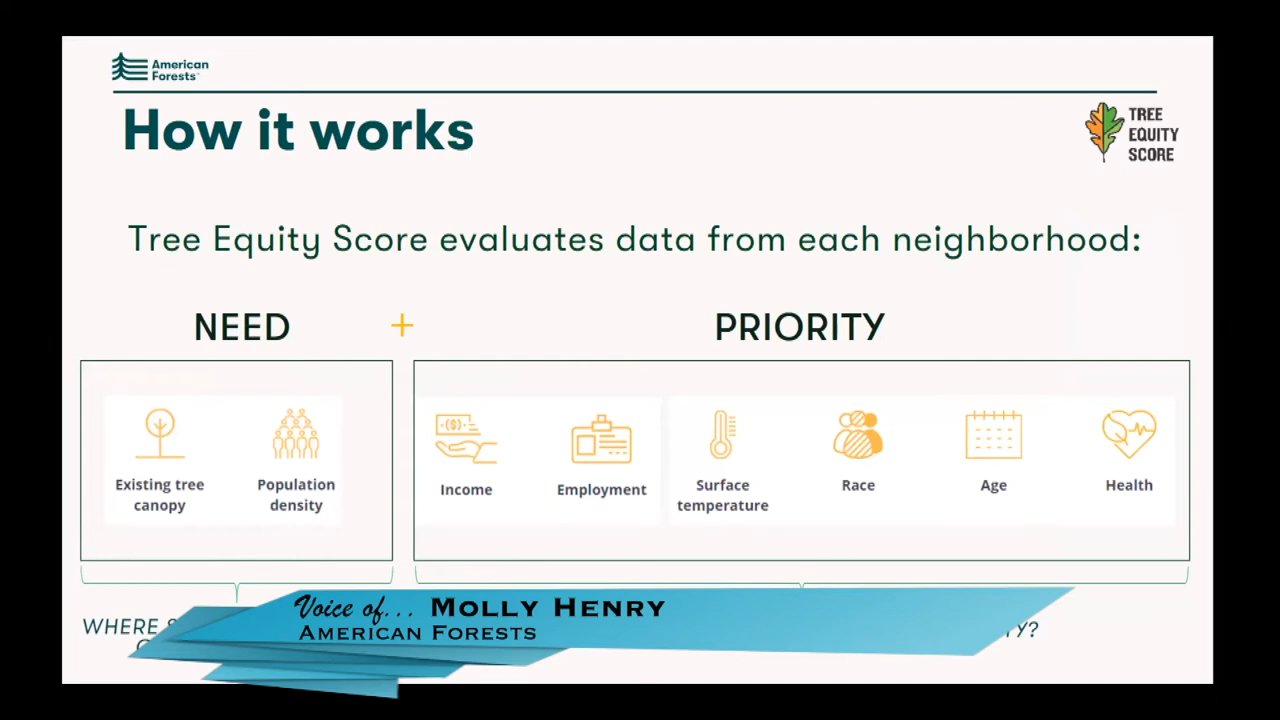 American
Forests™
How it works
TREE
EQUITY
SCORE
Tree Equity Score evaluates data from each neighborhood:
NEED + PRIORITY
($)
Existing tree
canopy
Population
density
Income
Employment
Surface
temperature
Race
Age
Health
Voice of... MOLLY HENRY
AMERICAN FORESTS
WHERE